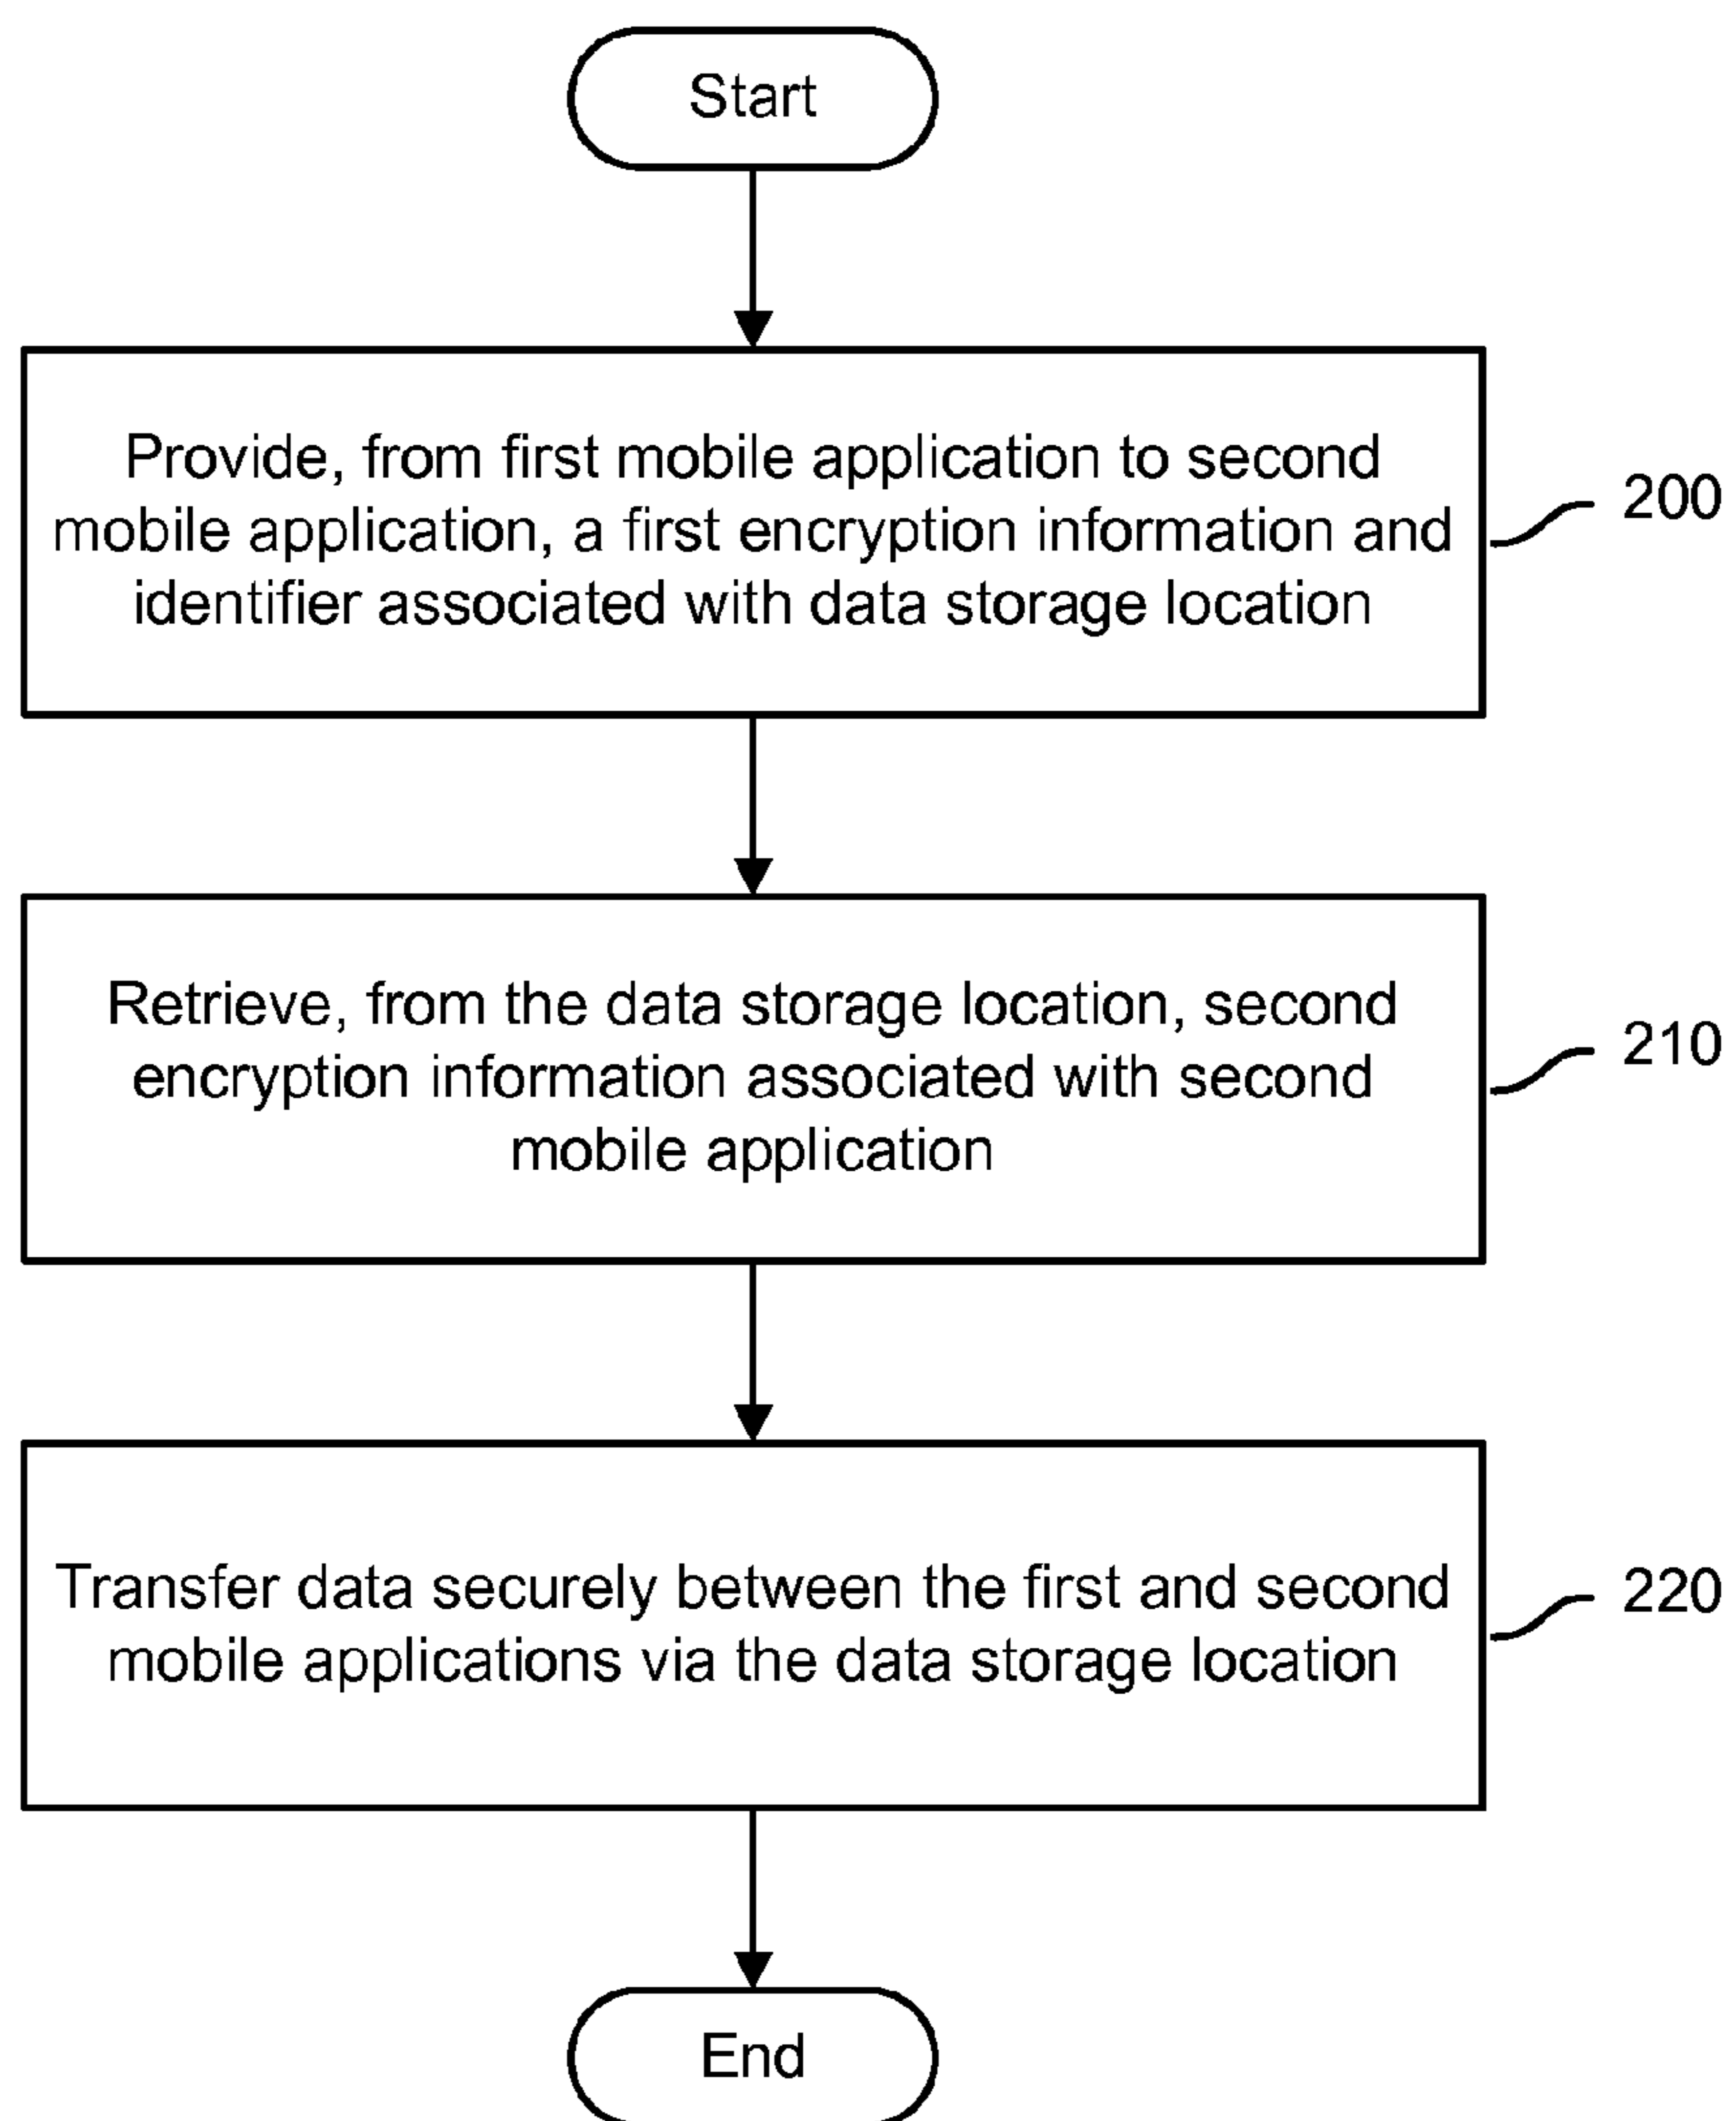 Start
Provide, from first mobile application to second
mobile application, a first encryption information and
identifier associated with data storage location
200
Retrieve, from the data storage location, second
encryption information associated with second
mobile application
210
Transfer data securely between the first and second
mobile applications via the data storage location
220
End